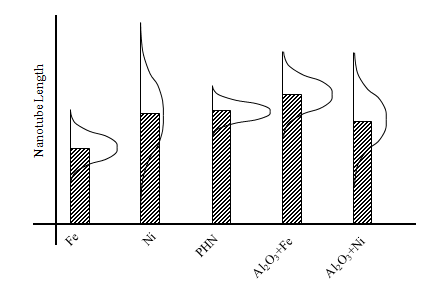 Nanotube Length
Fe
Ni
PHN
Al₂O₃+Fe
Al₂O₃+Ni